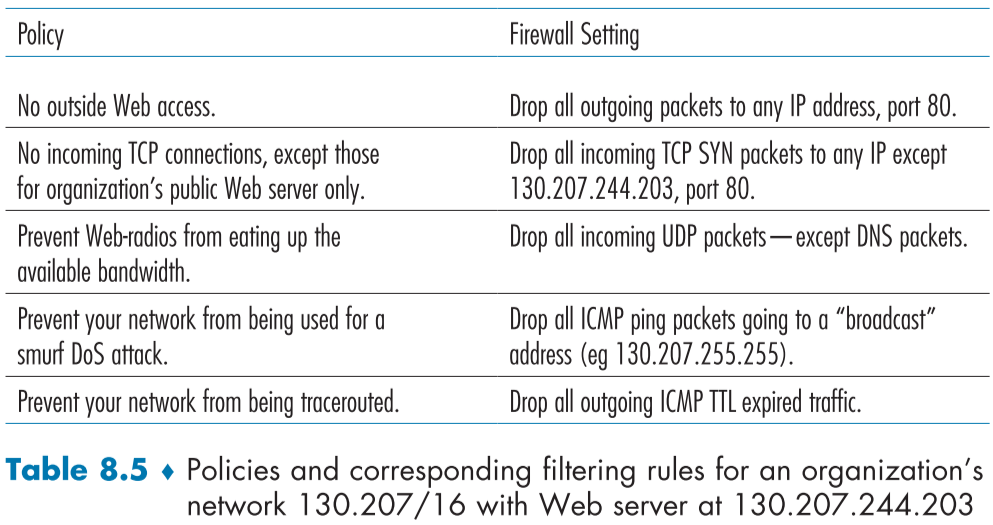 Policy Firewall Setting
No outside Web access. Drop all outgoing packets to any IP address, port 80.
No incoming TCP connections, except those Drop all incoming TCP SYN packets to any IP except
for organization’s public Web server only. 130.207.244.203, port 80.
Prevent Web-radios from eating up the Drop all incoming UDP packets—except DNS packets.
available bandwidth.
Prevent your network from being used for a Drop all ICMP ping packets going to a “broadcast”
smurf DoS attack. address (eg 130.207.255.255).
Prevent your network from being tracerouted. Drop all outgoing ICMP TTL expired traffic.
Table 8.5 ♦ Policies and corresponding filtering rules for an organization’s
network 130.207/16 with Web server at 130.207.244.203